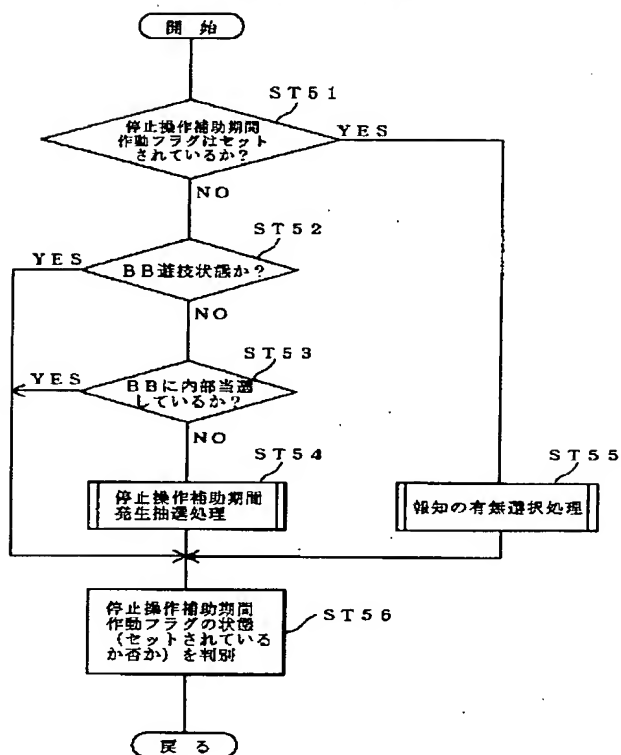 開 始
ST51
停止操作補助期間
作動フラグはセット
されているか?
YES
NO
ST52
YES
BB遊技状態か?
NO
ST53
YES
BBに内部当選
しているか?
NO
ST54
停止操作補助期間
発生抽選処理
ST55
報知の有無選択処理
停止操作補助期間
作動フラグの状態
(セットされている
か否か)を判別
ST56
戻 る